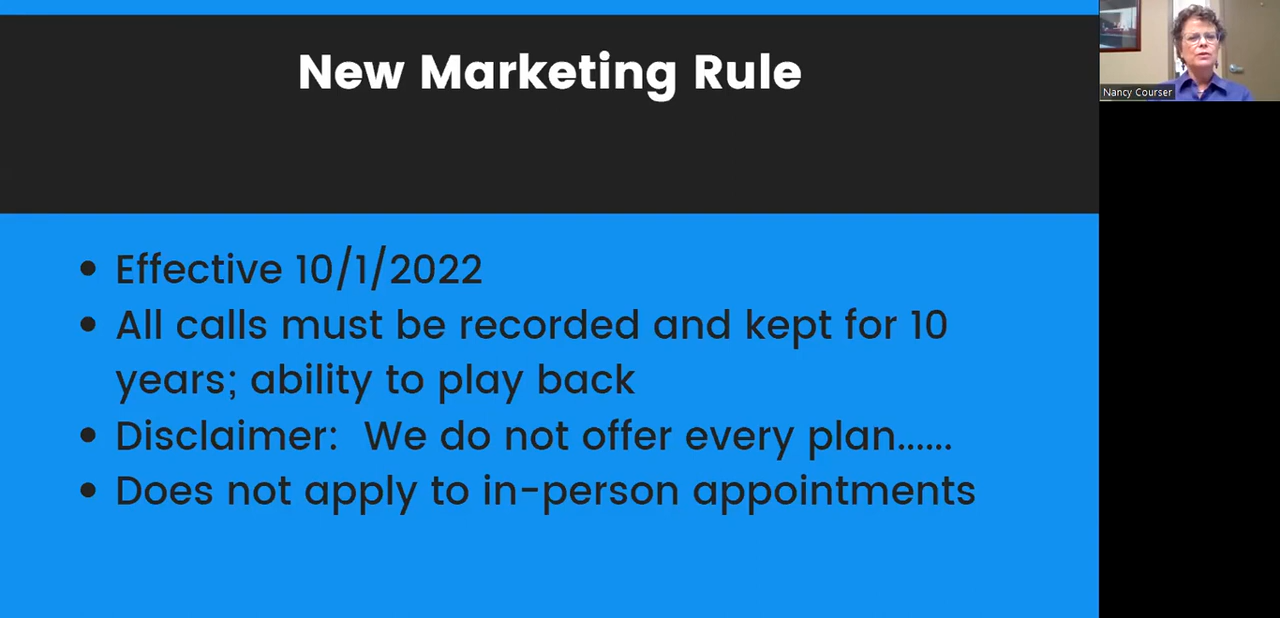 New Marketing Rule
Nancy Courser
• Effective 10/1/2022
• All calls must be recorded and kept for 10
years; ability to play back
• Disclaimer:  We do not offer every plan......
• Does not apply to in-person appointments